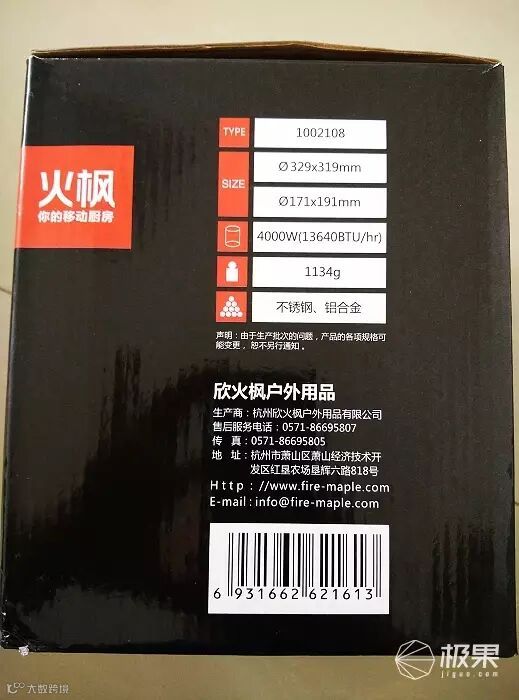 火枫
你的移动厨房
TYPE 1002108
SIZE Ø329x319mm
Ø171x191mm
4000W(13640BTU/hr)
1134g
不锈钢、铝合金
声明：由于生产批次的问题，产品的各项规格可
能变更，恕不另行通知。
欣火枫户外用品
生产商：杭州欣火枫户外用品有限公司
售后服务电话：0571-86695807
传 真：0571-86695805
地 址：杭州市萧山区萧山经济技术开
发区红垦农场垦辉六路818号
Http：//www.fire-maple.com
E-mail：info@fire-maple.com
6 931662 621613
极果
jiguo.com
大数跨境